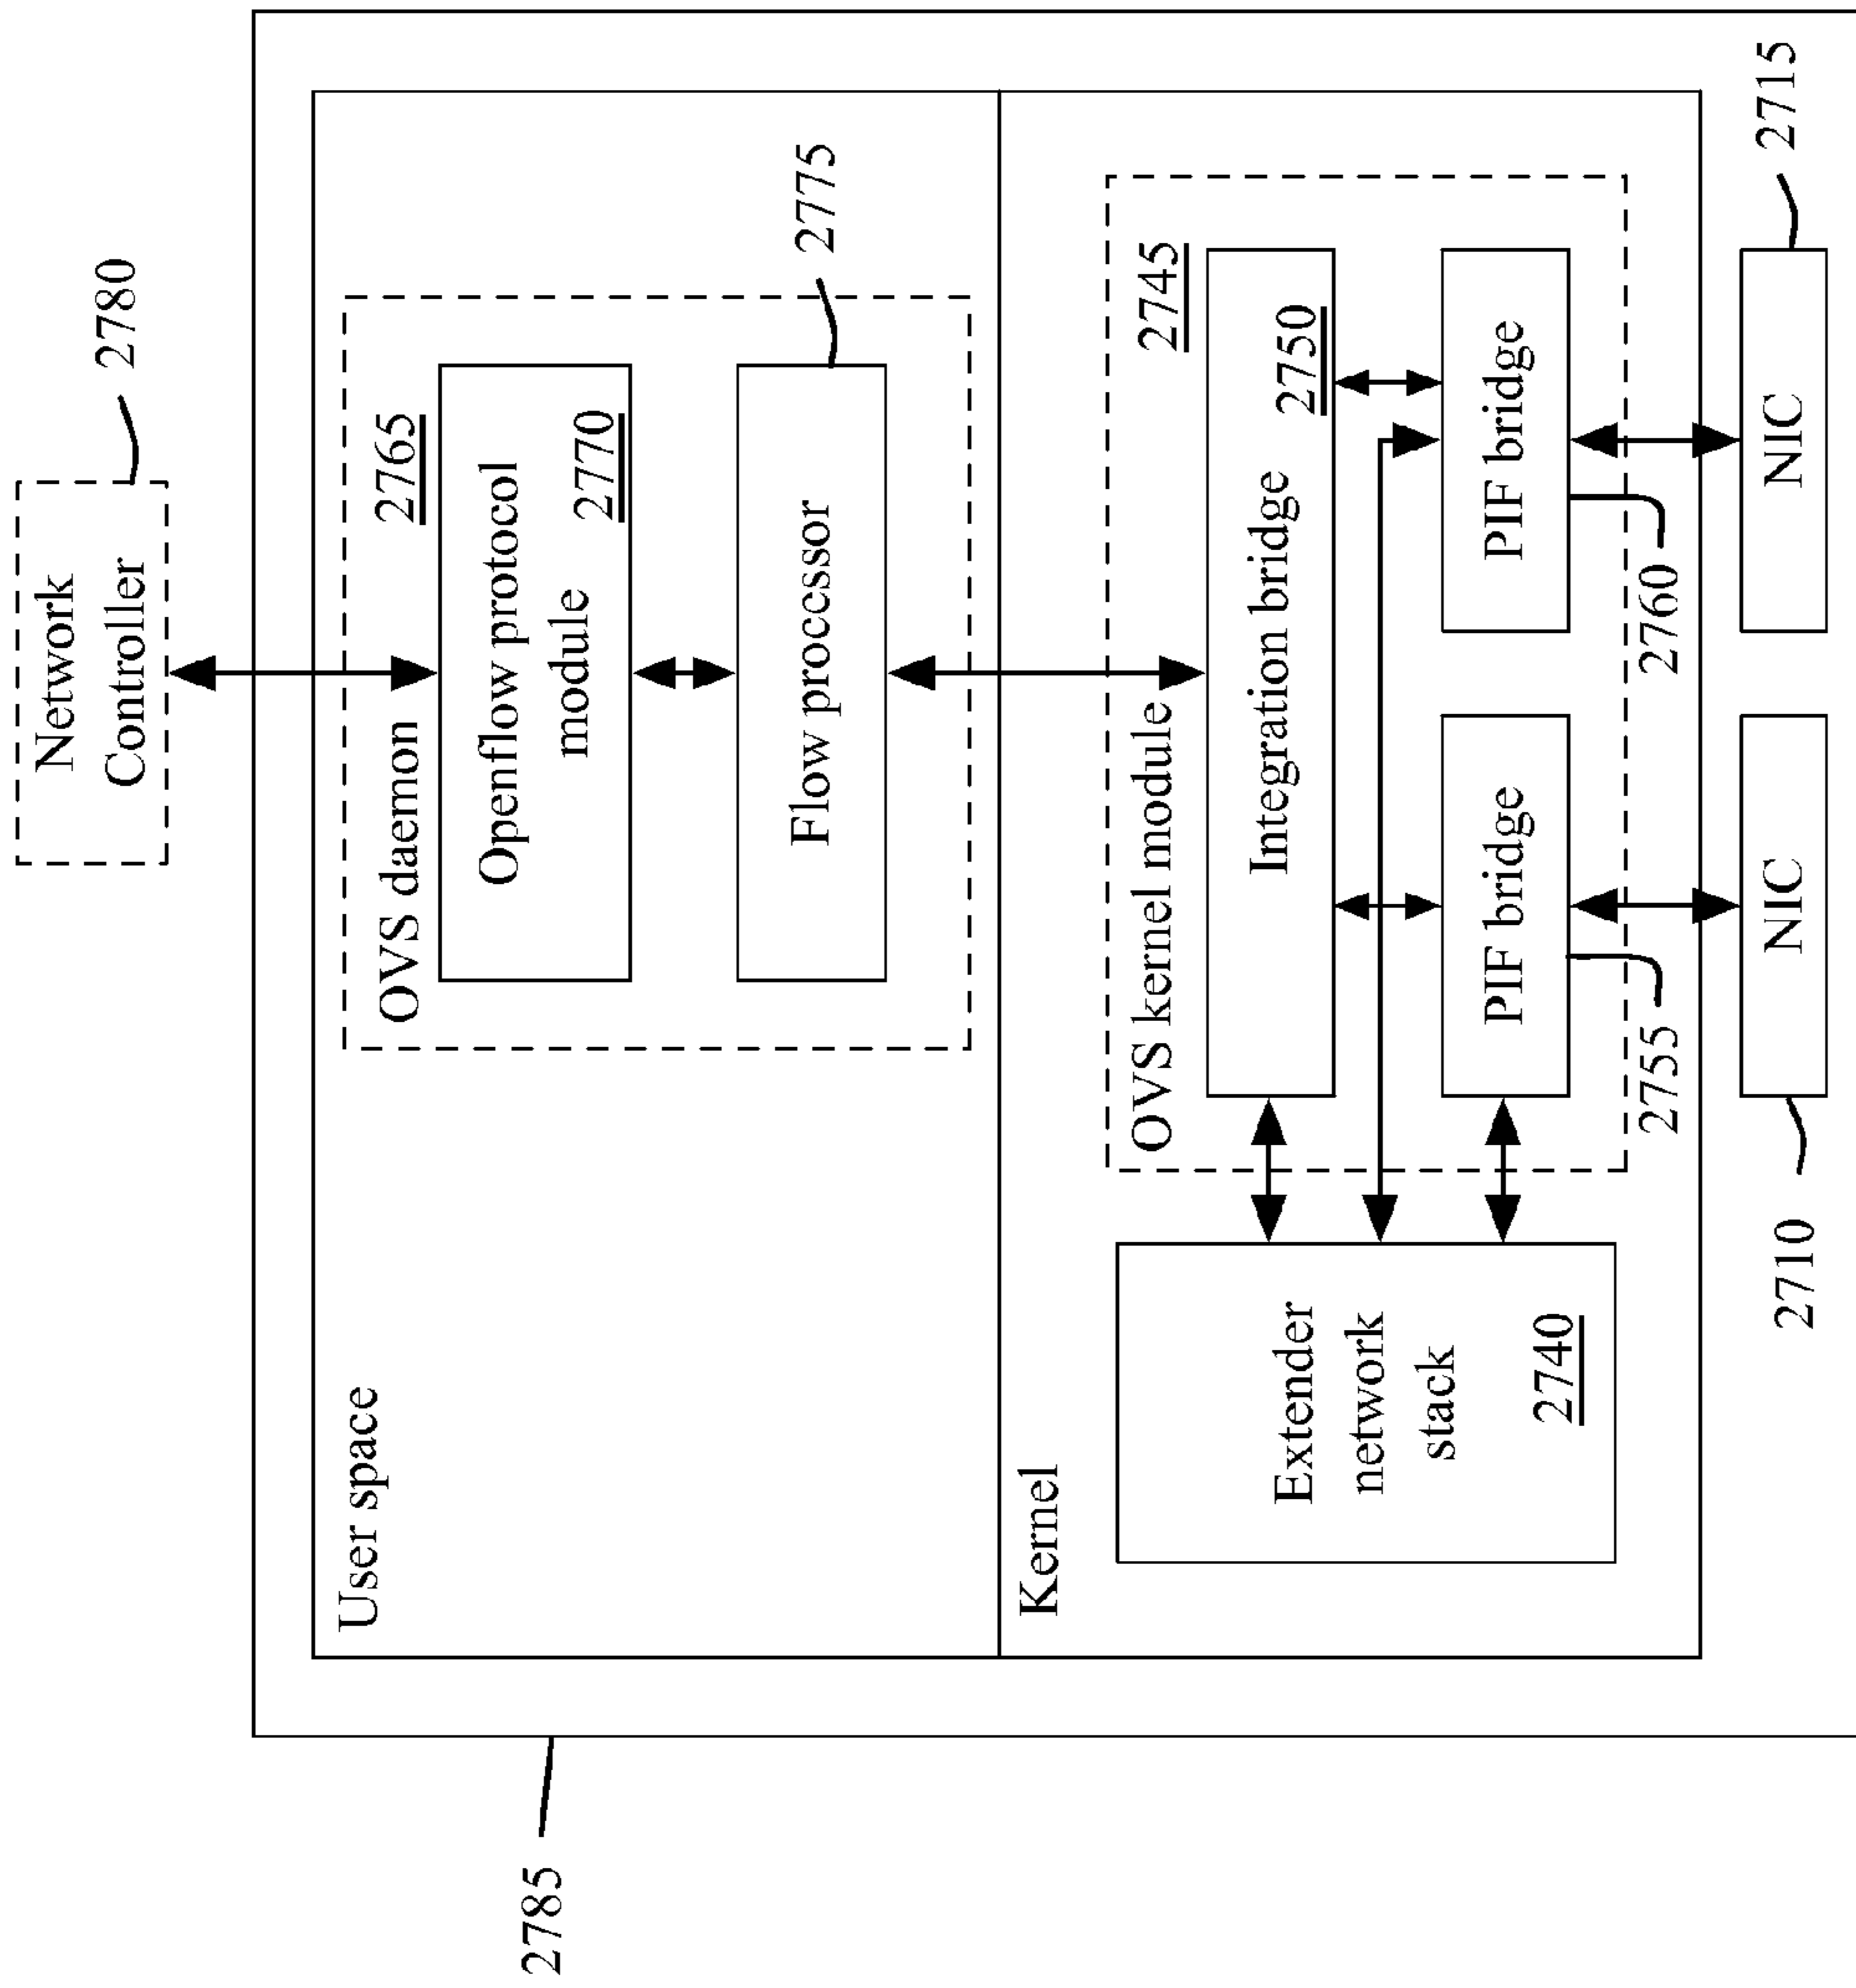 Network
Controller
2780
2785
User space
OVS daemon
2765
Openflow protocol
module
2770
Flow processor
2775
Kernel
OVS kernel module
2745
Extender
network
stack
2740
Integration bridge
2750
PIF bridge
PIF bridge
2755
2760
NIC
NIC
2710
2715